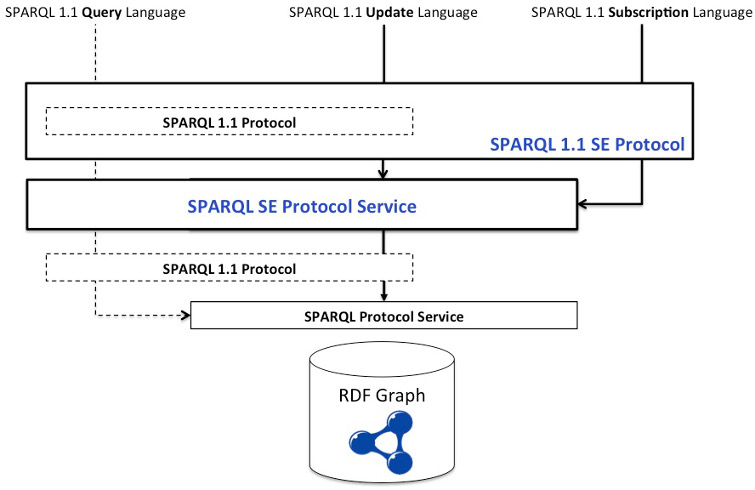 SPARQL 1.1 Query Language
SPARQL 1.1 Update Language
SPARQL 1.1 Subscription Language
SPARQL 1.1 Protocol
SPARQL 1.1 SE Protocol
SPARQL SE Protocol Service
SPARQL 1.1 Protocol
SPARQL Protocol Service
RDF Graph